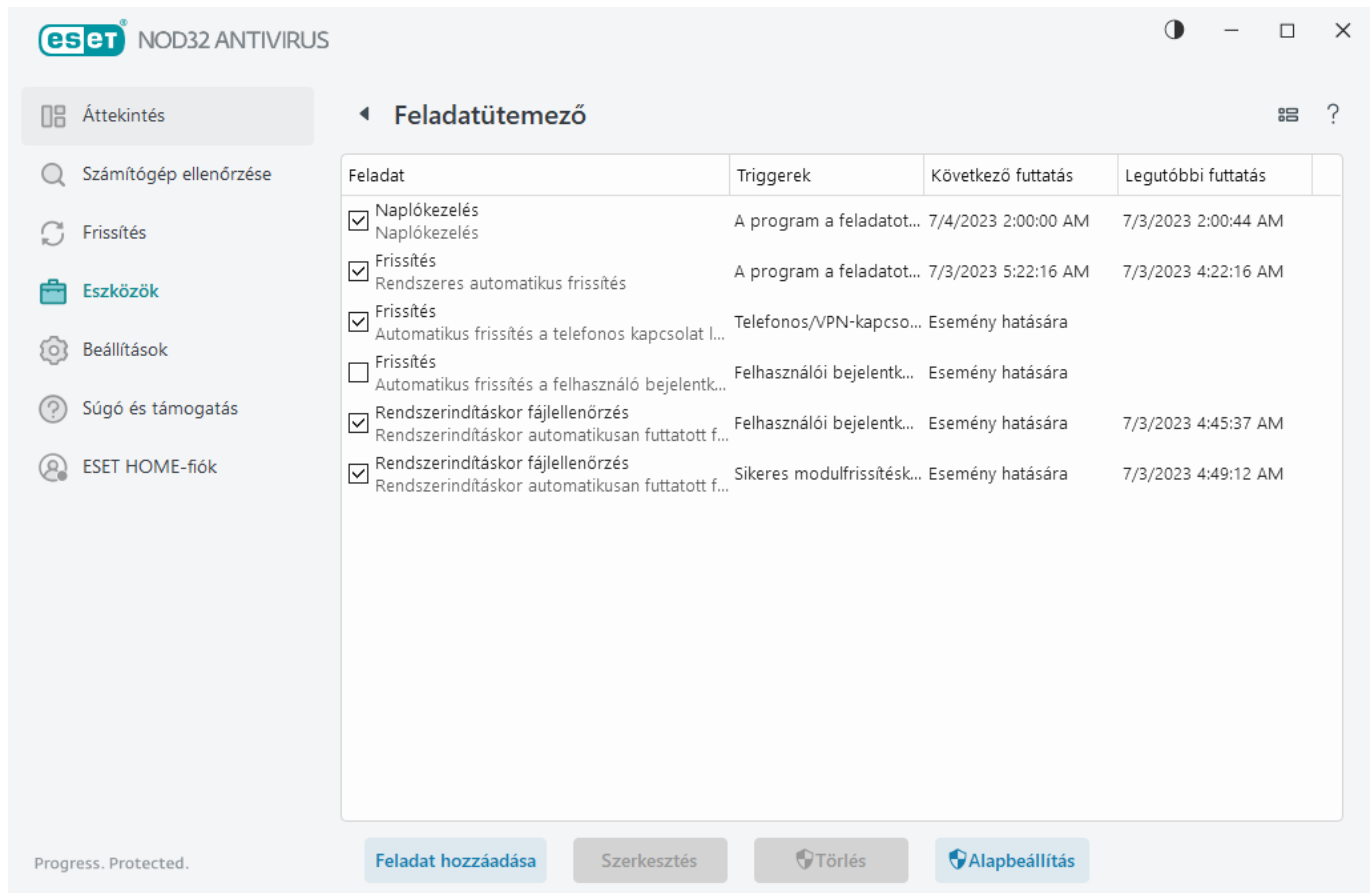 eset® NOD32 ANTIVIRUS
Áttekintés
Számítógép ellenőrzése
Frissítés
Eszközök
Beállítások
Súgó és támogatás
ESET HOME-fiók
Progress. Protected.
Feladatütemező
?
Feladat Triggerek Következő futtatás Legutóbbi futtatás
Naplókezelés
Naplókezelés
A program a feladatot... 7/4/2023 2:00:00 AM 7/3/2023 2:00:44 AM
Frissítés
Rendszeres automatikus frissítés
A program a feladatot... 7/3/2023 5:22:16 AM 7/3/2023 4:22:16 AM
Frissítés
Automatikus frissítés a telefonos kapcsolat l...
Telefonos/VPN-kapcso... Esemény hatására
Frissítés
Automatikus frissítés a felhasználó bejelentk...
Felhasználói bejelentk... Esemény hatására
Rendszerindításkor fájlellenőrzés
Rendszerindításkor automatikusan futtatott f...
Felhasználói bejelentk... Esemény hatására 7/3/2023 4:45:37 AM
Rendszerindításkor fájlellenőrzés
Rendszerindításkor automatikusan futtatott f...
Sikeres modulfrissítésk... Esemény hatására 7/3/2023 4:49:12 AM
Feladat hozzáadása Szerkesztés Törlés Alapbeállítás